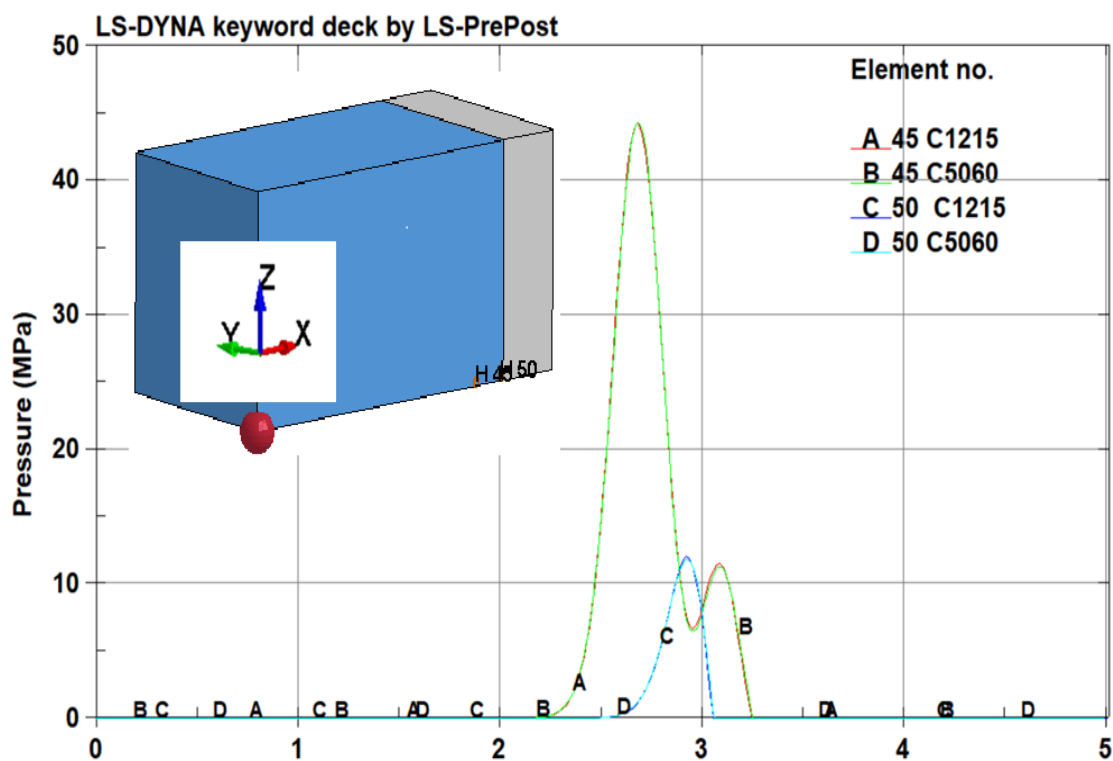 LS-DYNA keyword deck by LS-PrePost
50
40
30
20
10
0
Pressure (MPa)
Element no.
A 45 C1215
B 45 C5060
C 50 C1215
D 50 C5060
Z
Y X
H 45 H 50
A
B
C
D
B C D A C B A D C B D A C B D
0 1 2 3 4 5